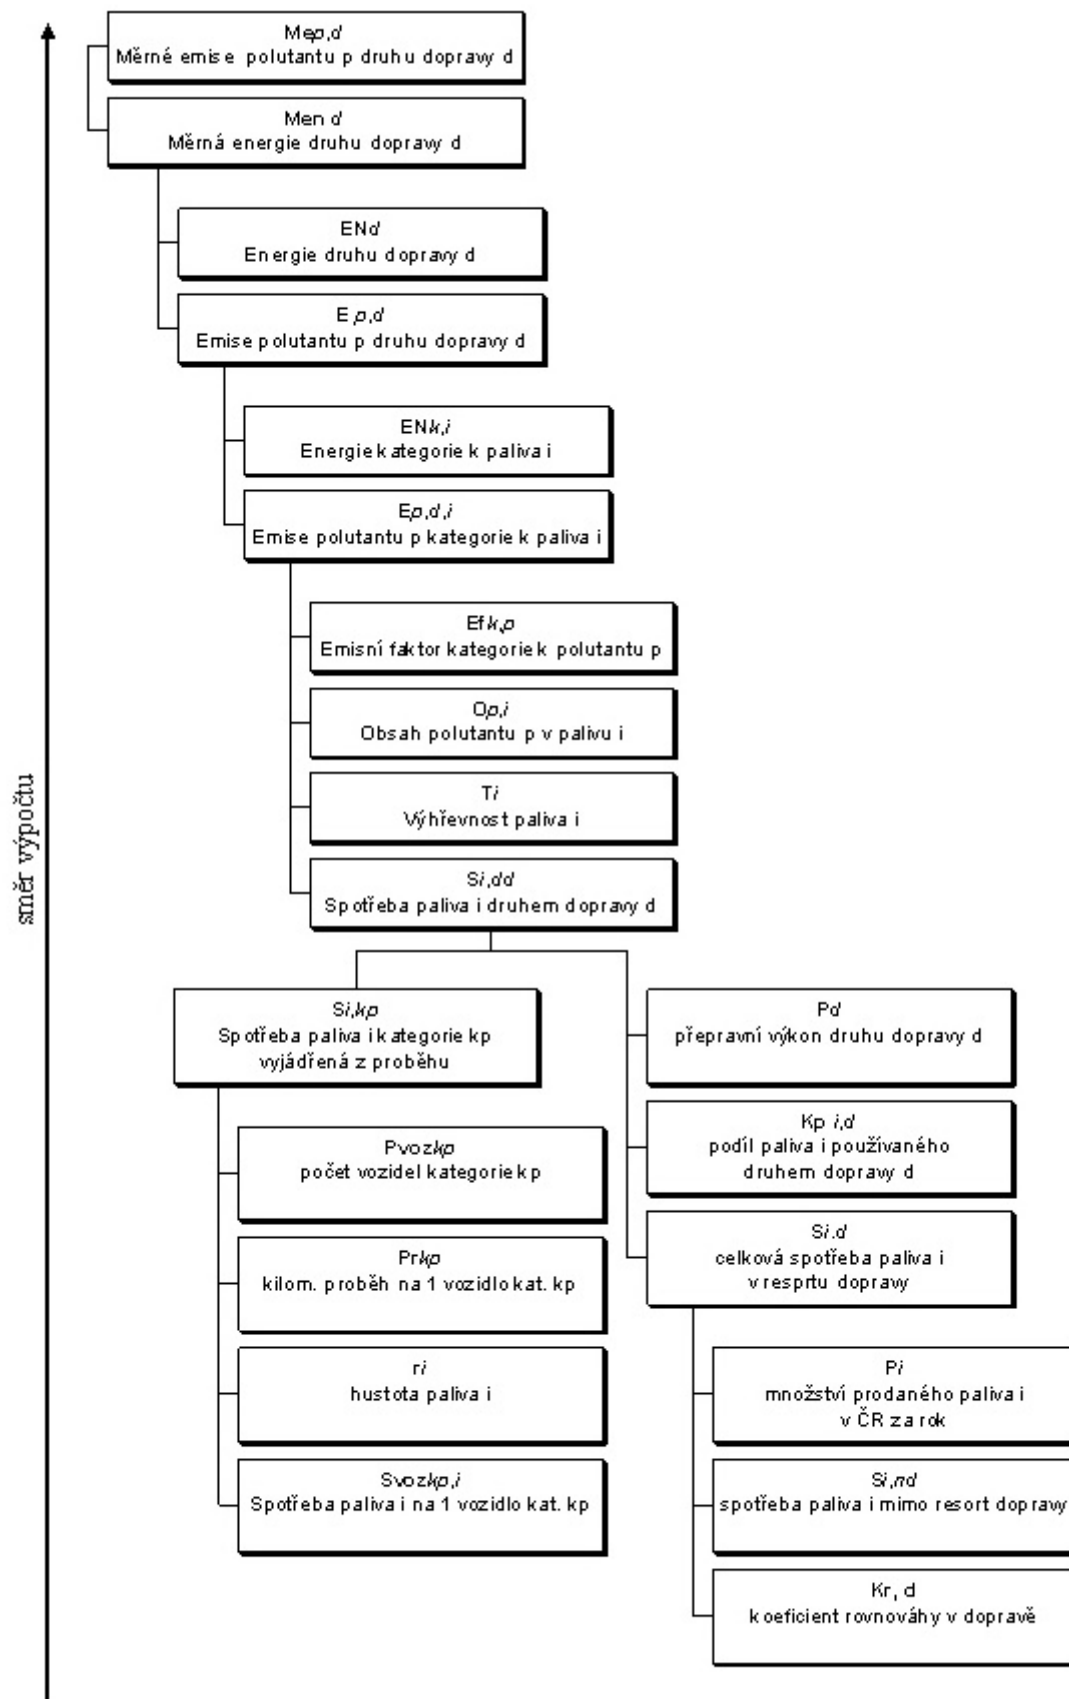 Mep,d
Měrné emise polutantu p druhu dopravy d
Men d
Měrná energie druhu dopravy d
ENd
Energie druhu dopravy d
E,p,d
Emise polutantu p druhu dopravy d
ENk,i
Energie kategorie k paliva i
Ep,d,i
Emise polutantu p kategorie k paliva i
Efk,p
Emisní faktor kategorie k polutantu p
Op,i
Obsah polutantu p v palivu i
Ti
Výhřevnost paliva i
Si,dd
Spotřeba paliva i druhem dopravy d
směr výpočtu
Si,kp
Spotřeba paliva i kategorie kp
vyjádřená z proběhu
Pvozkp
počet vozidel kategorie kp
Prkp
kilom. proběh na 1 vozidlo kat. kp
ri
hustota paliva i
Svozkp,i
Spotřeba paliva i na 1 vozidlo kat. kp
Pd
přepravní výkon druhu dopravy d
Kp i,d
podíl paliva i používaného
druhem dopravy d
Si.d
celková spotřeba paliva i
v resprtu dopravy
Pi
množství prodaného paliva i
v ČR za rok
Si,nd
spotřeba paliva i mimo resort dopravy
Kr, d
koeficient rovnováhy v dopravě